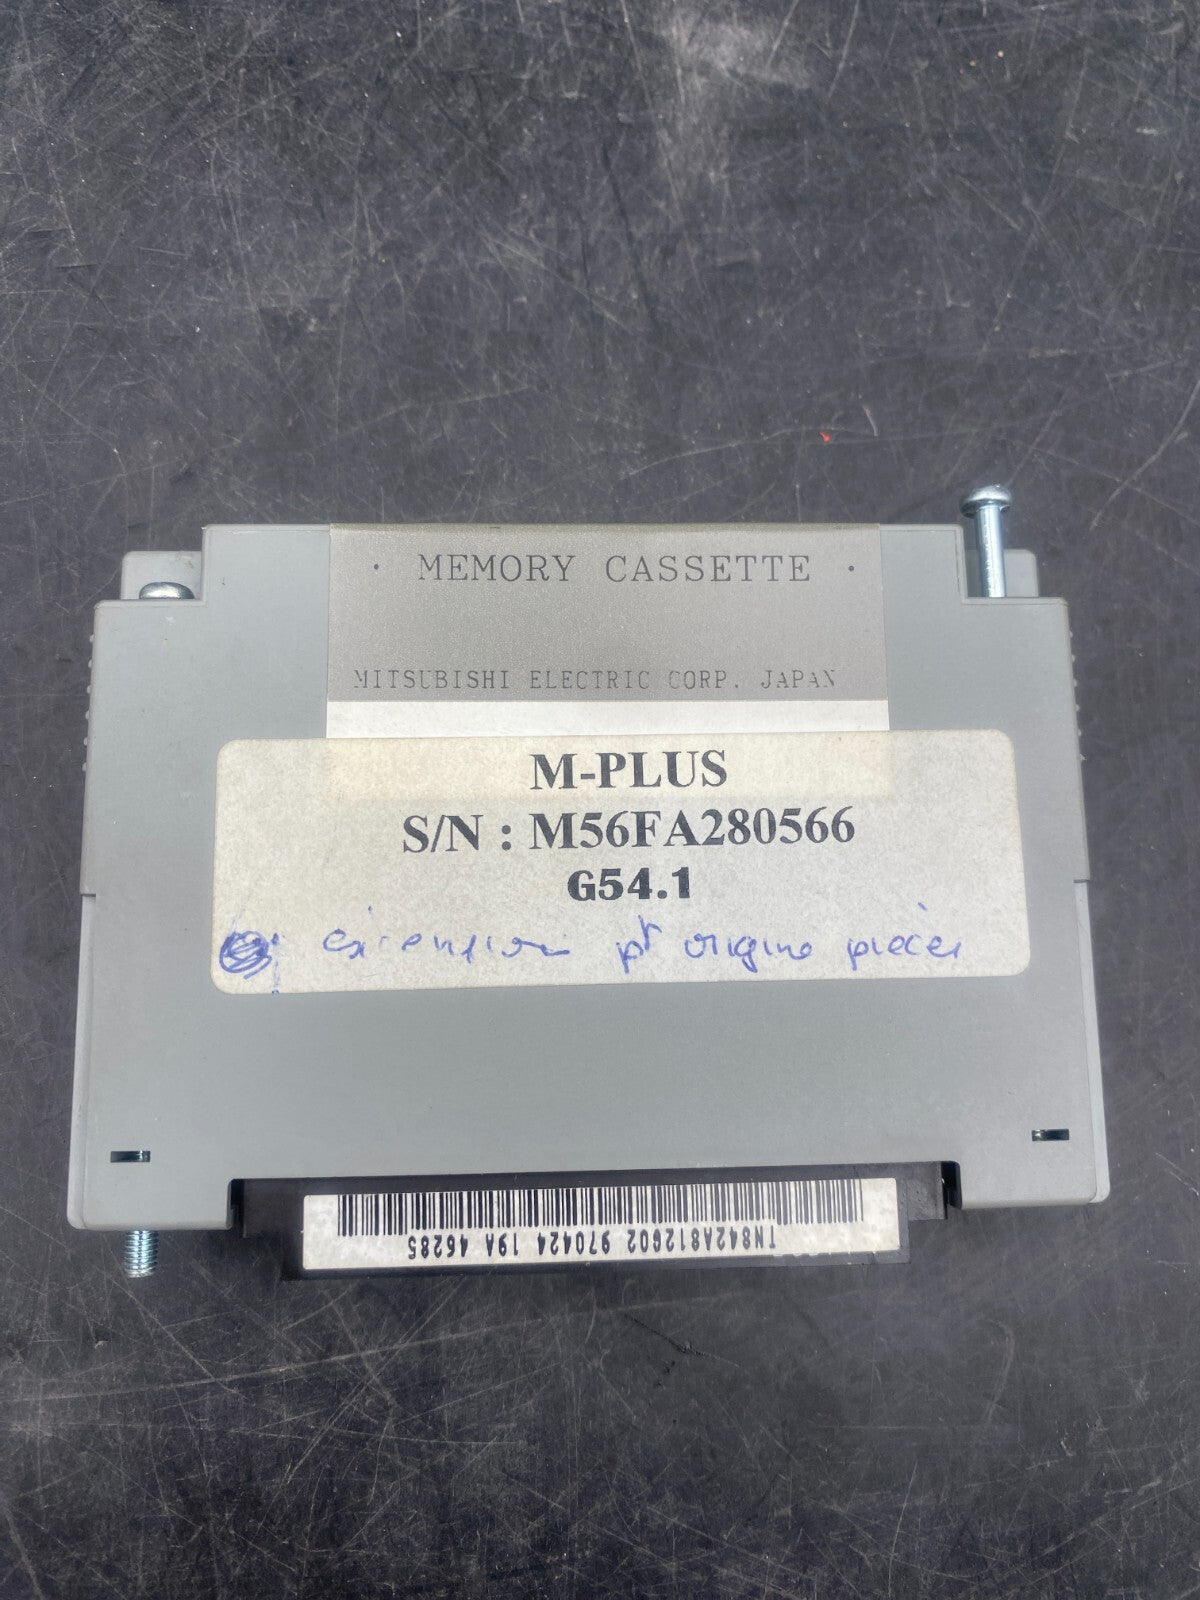 · MEMORY CASSETTE ·
MITSUBISHI ELECTRIC CORP. JAPAN
M-PLUS
S/N : M56FA280566
G54.1
extension pt origine pièces
TN842A812G02 970424 19A 46285